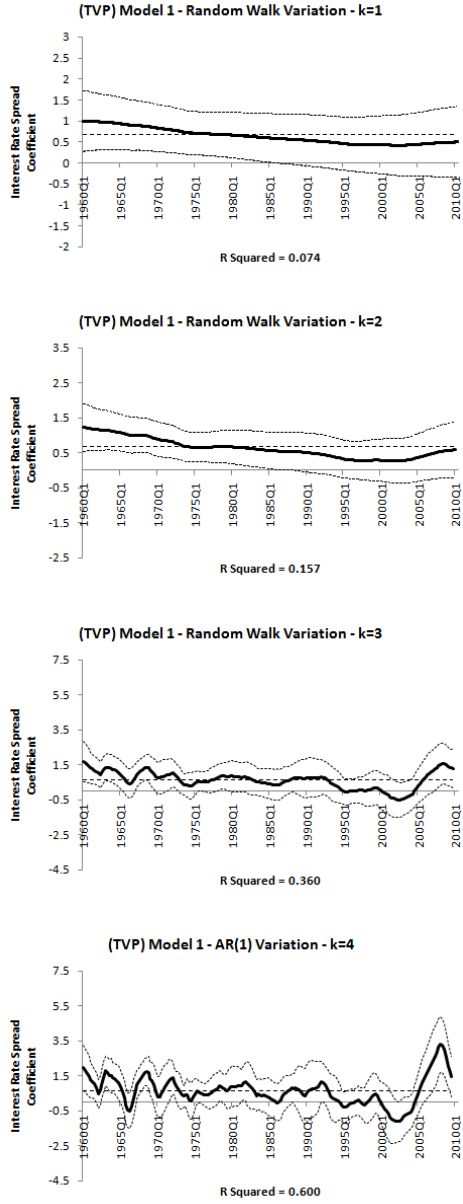 (TVP) Model 1 - Random Walk Variation - k=1
Interest Rate Spread
Coefficient
3
2.5
2
1.5
1
0.5
0
-0.5
-1
-1.5
-2
1960Q1
1965Q1
1970Q1
1975Q1
1980Q1
1985Q1
1990Q1
1995Q1
2000Q1
2005Q1
2010Q1
R Squared = 0.074
(TVP) Model 1 - Random Walk Variation - k=2
Interest Rate Spread
Coefficient
3.5
2.5
1.5
0.5
-0.5
-1.5
-2.5
1960Q1
1965Q1
1970Q1
1975Q1
1980Q1
1985Q1
1990Q1
1995Q1
2000Q1
2005Q1
2010Q1
R Squared = 0.157
(TVP) Model 1 - Random Walk Variation - k=3
Interest Rate Spread
Coefficient
7.5
5.5
3.5
1.5
-0.5
-2.5
-4.5
1960Q1
1965Q1
1970Q1
1975Q1
1980Q1
1985Q1
1990Q1
1995Q1
2000Q1
2005Q1
2010Q1
R Squared = 0.360
(TVP) Model 1 - AR(1) Variation - k=4
Interest Rate Spread
Coefficient
7.5
5.5
3.5
1.5
-0.5
-2.5
-4.5
1960Q1
1965Q1
1970Q1
1975Q1
1980Q1
1985Q1
1990Q1
1995Q1
2000Q1
2005Q1
2010Q1
R Squared = 0.600